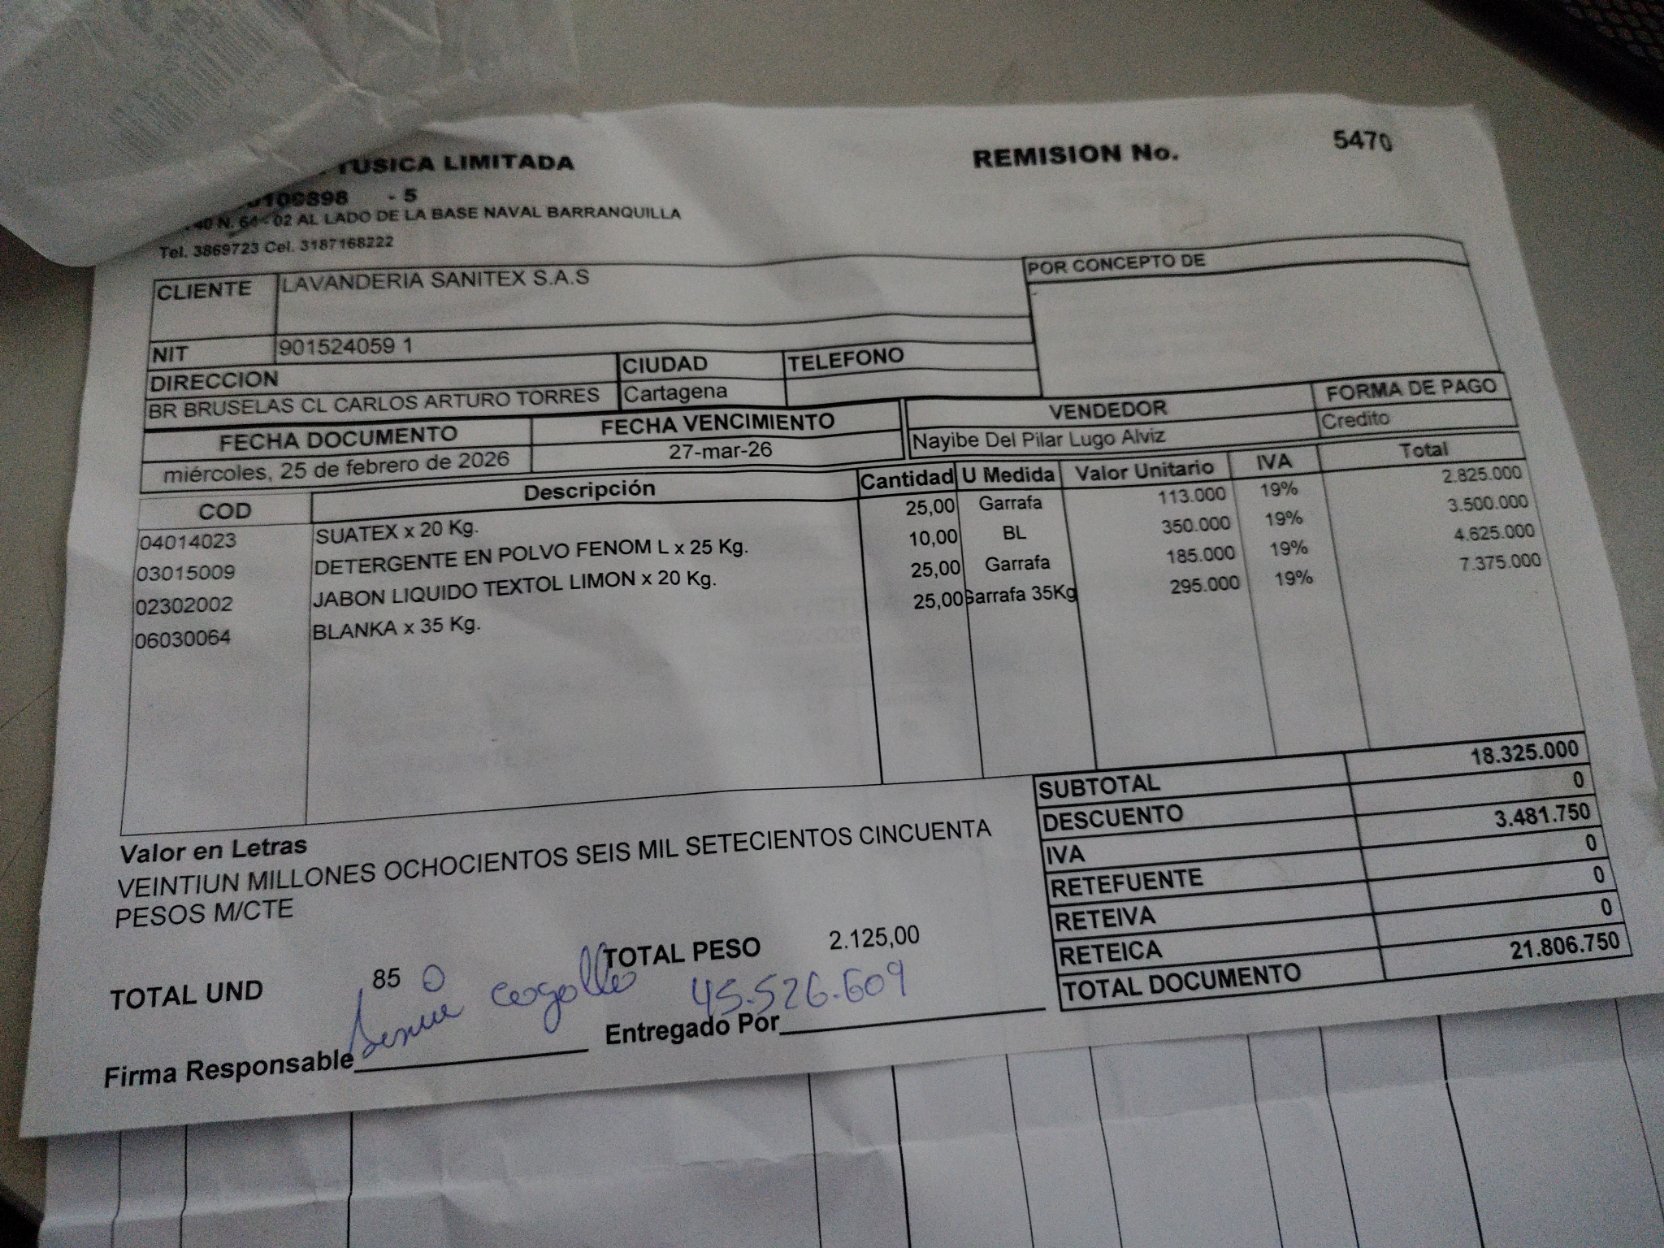 TUSICA LIMITADA
REMISION No. 5470
100898 - 5
40 N. 64 - 02 AL LADO DE LA BASE NAVAL BARRANQUILLA
Tel. 3869723 Cel. 3187168222
CLIENTE LAVANDERIA SANITEX S.A.S
POR CONCEPTO DE
NIT 901524059 1
DIRECCION CIUDAD TELEFONO
BR BRUSELAS CL CARLOS ARTURO TORRES Cartagena
FECHA DOCUMENTO FECHA VENCIMIENTO VENDEDOR FORMA DE PAGO
miércoles, 25 de febrero de 2026 27-mar-26 Nayibe Del Pilar Lugo Alviz Credito
COD Descripción Cantidad U Medida Valor Unitario IVA Total
04014023 SUATEX x 20 Kg. 25,00 Garrafa 113.000 19% 2.825.000
03015009 DETERGENTE EN POLVO FENOM L x 25 Kg. 10,00 BL 350.000 19% 3.500.000
02302002 JABON LIQUIDO TEXTOL LIMON x 20 Kg. 25,00 Garrafa 185.000 19% 4.625.000
06030064 BLANKA x 35 Kg. 25,00 Garrafa 35Kg 295.000 19% 7.375.000
SUBTOTAL 18.325.000
DESCUENTO 0
IVA 3.481.750
RETEFUENTE 0
RETEIVA 0
RETEICA 0
TOTAL DOCUMENTO 21.806.750
Valor en Letras
VEINTIUN MILLONES OCHOCIENTOS SEIS MIL SETECIENTOS CINCUENTA
PESOS M/CTE
TOTAL UND 85 TOTAL PESO 2.125,00
cogollo 45.526.609
Firma Responsable Entregado Por